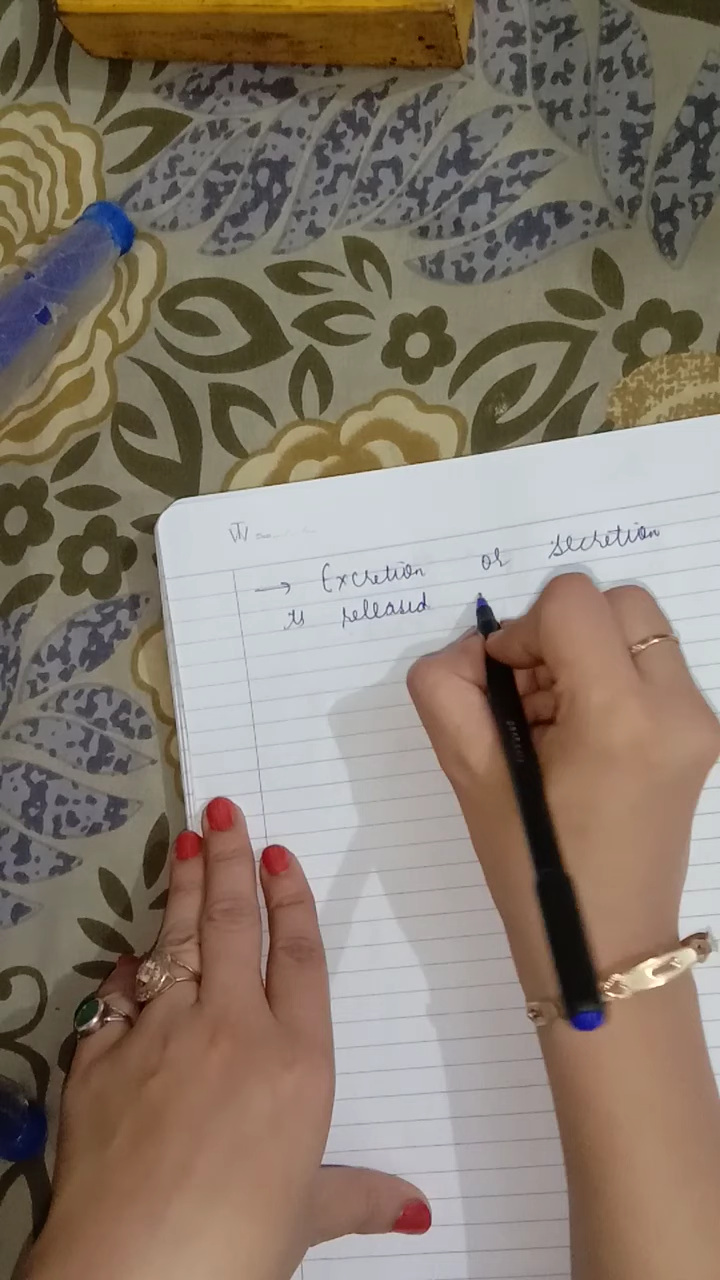 → Excretion or secretion
is released